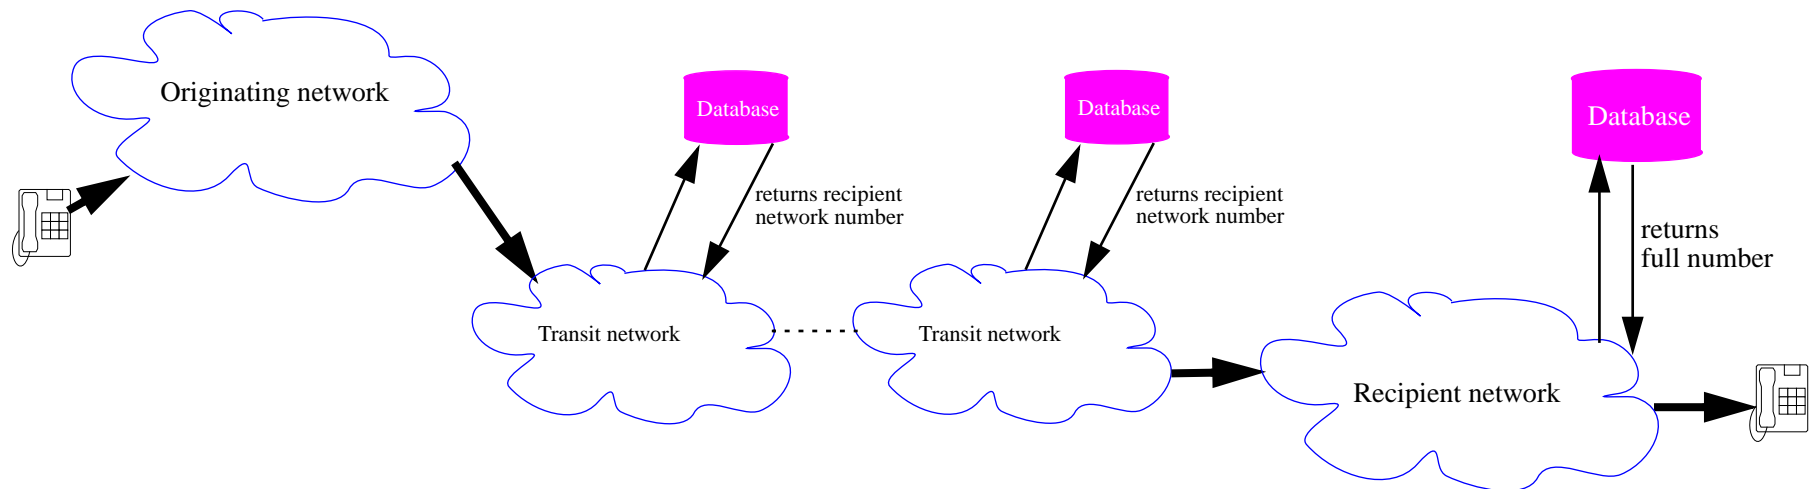 Originating network
Database
returns recipient
network number
Transit network
Database
returns recipient
network number
Transit network
Database
returns
full number
Recipient network